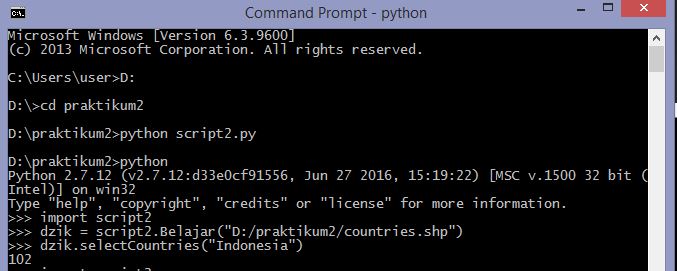 Command Prompt - python
Microsoft Windows [Version 6.3.9600]
(c) 2013 Microsoft Corporation. All rights reserved.
C:\Users\user>D:
D:\>cd praktikum2
D:\praktikum2>python script2.py
D:\praktikum2>python
Python 2.7.12 (v2.7.12:d33e0cf91556, Jun 27 2016, 15:19:22) [MSC v.1500 32 bit (
Intel)] on win32
Type "help", "copyright", "credits" or "license" for more information.
>>> import script2
>>> dzik = script2.Belajar("D:/praktikum2/countries.shp")
>>> dzik.selectCountries("Indonesia")
102